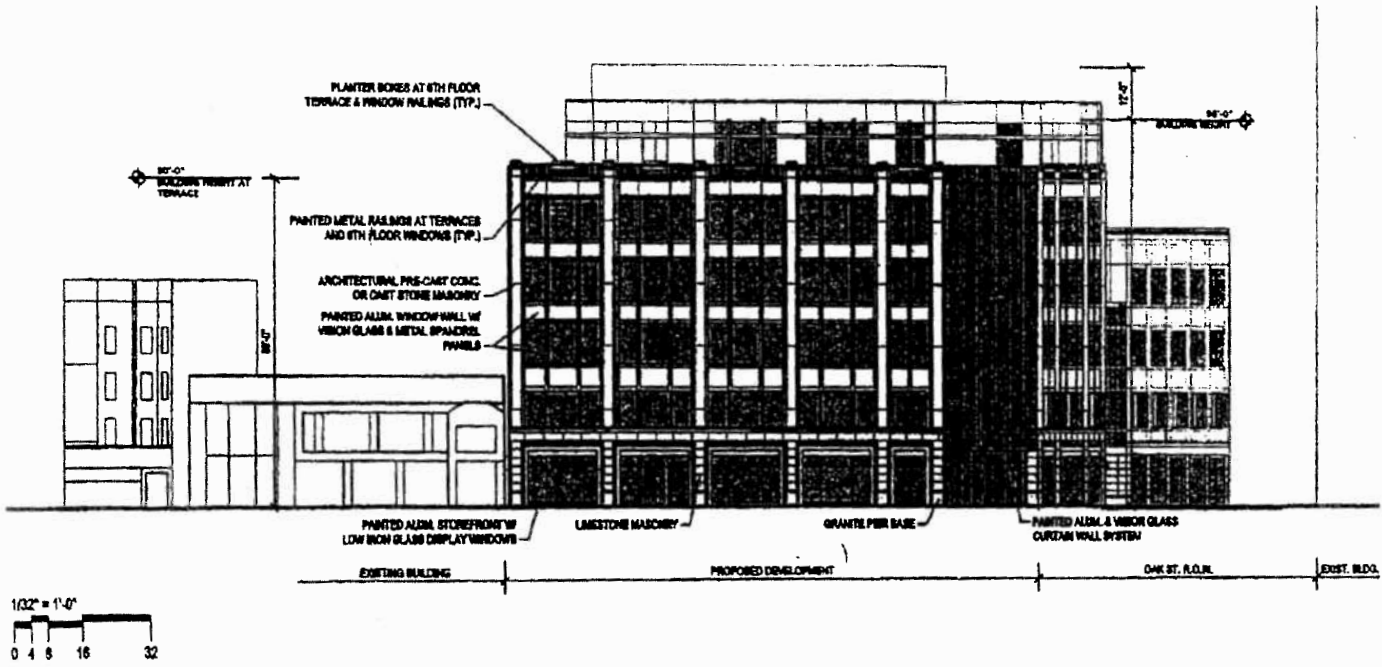 PLANTER BOXES AT 6TH FLOOR
TERRACE & WINDOW RAILINGS (TYP.)
12'-0"
BUILDING HEIGHT
BUILDING HEIGHT AT
TERRACE
PAINTED METAL RAILINGS AT TERRACES
AND 6TH FLOOR WINDOWS (TYP.)
ARCHITECTURAL PRE-CAST CONC.
OR CAST STONE MASONRY
PAINTED ALUM. WINDOW WALL W/
VISION GLASS & METAL SPANDREL
PANELS
PAINTED ALUM. STOREFRONT W/
LOW IRON GLASS DISPLAY WINDOWS
LIMESTONE MASONRY
GRANITE PIER BASE
PAINTED ALUM. & VISION GLASS
CURTAIN WALL SYSTEM
EXISTING BUILDING
PROPOSED DEVELOPMENT
OAK ST. R.O.W.
EXIST. BLDG.
1/32" = 1'-0"
0 4 8 16 32